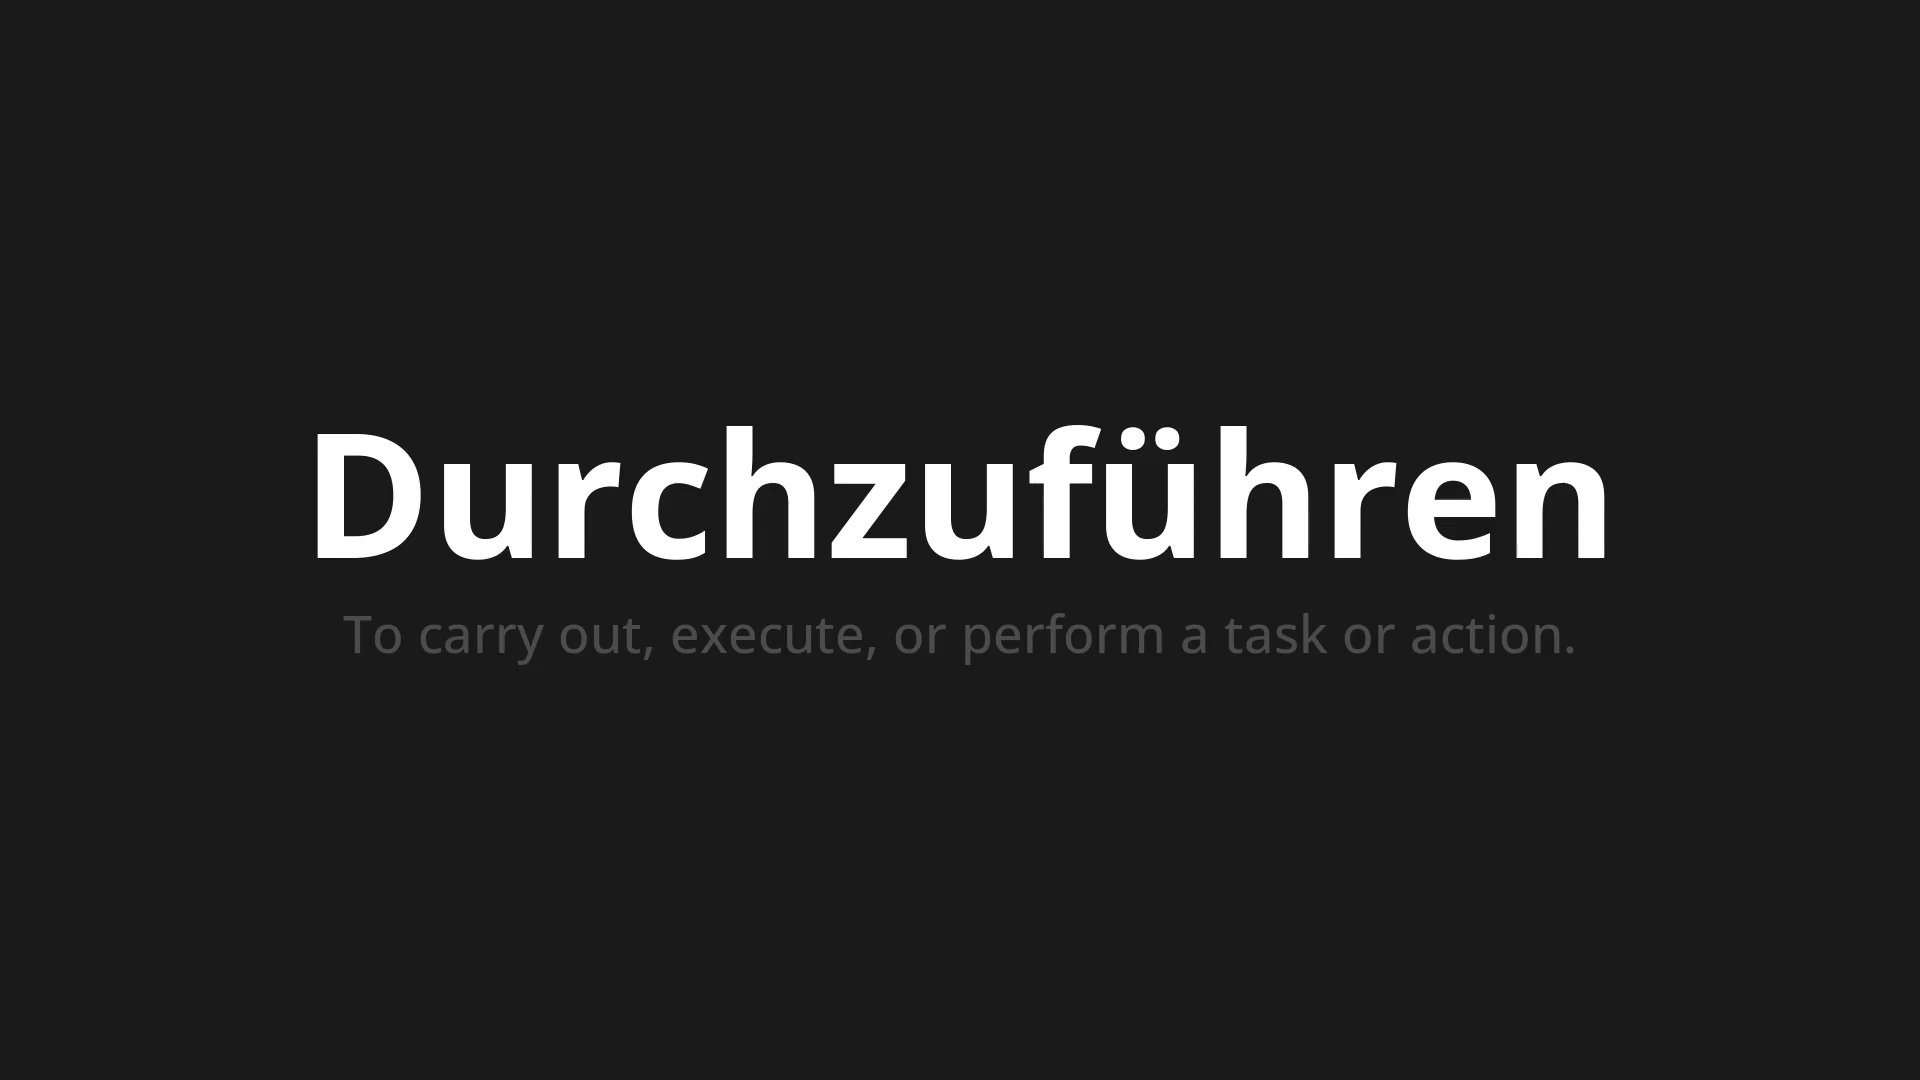 Durchzuführen
To carry out, execute, or perform a task or action.